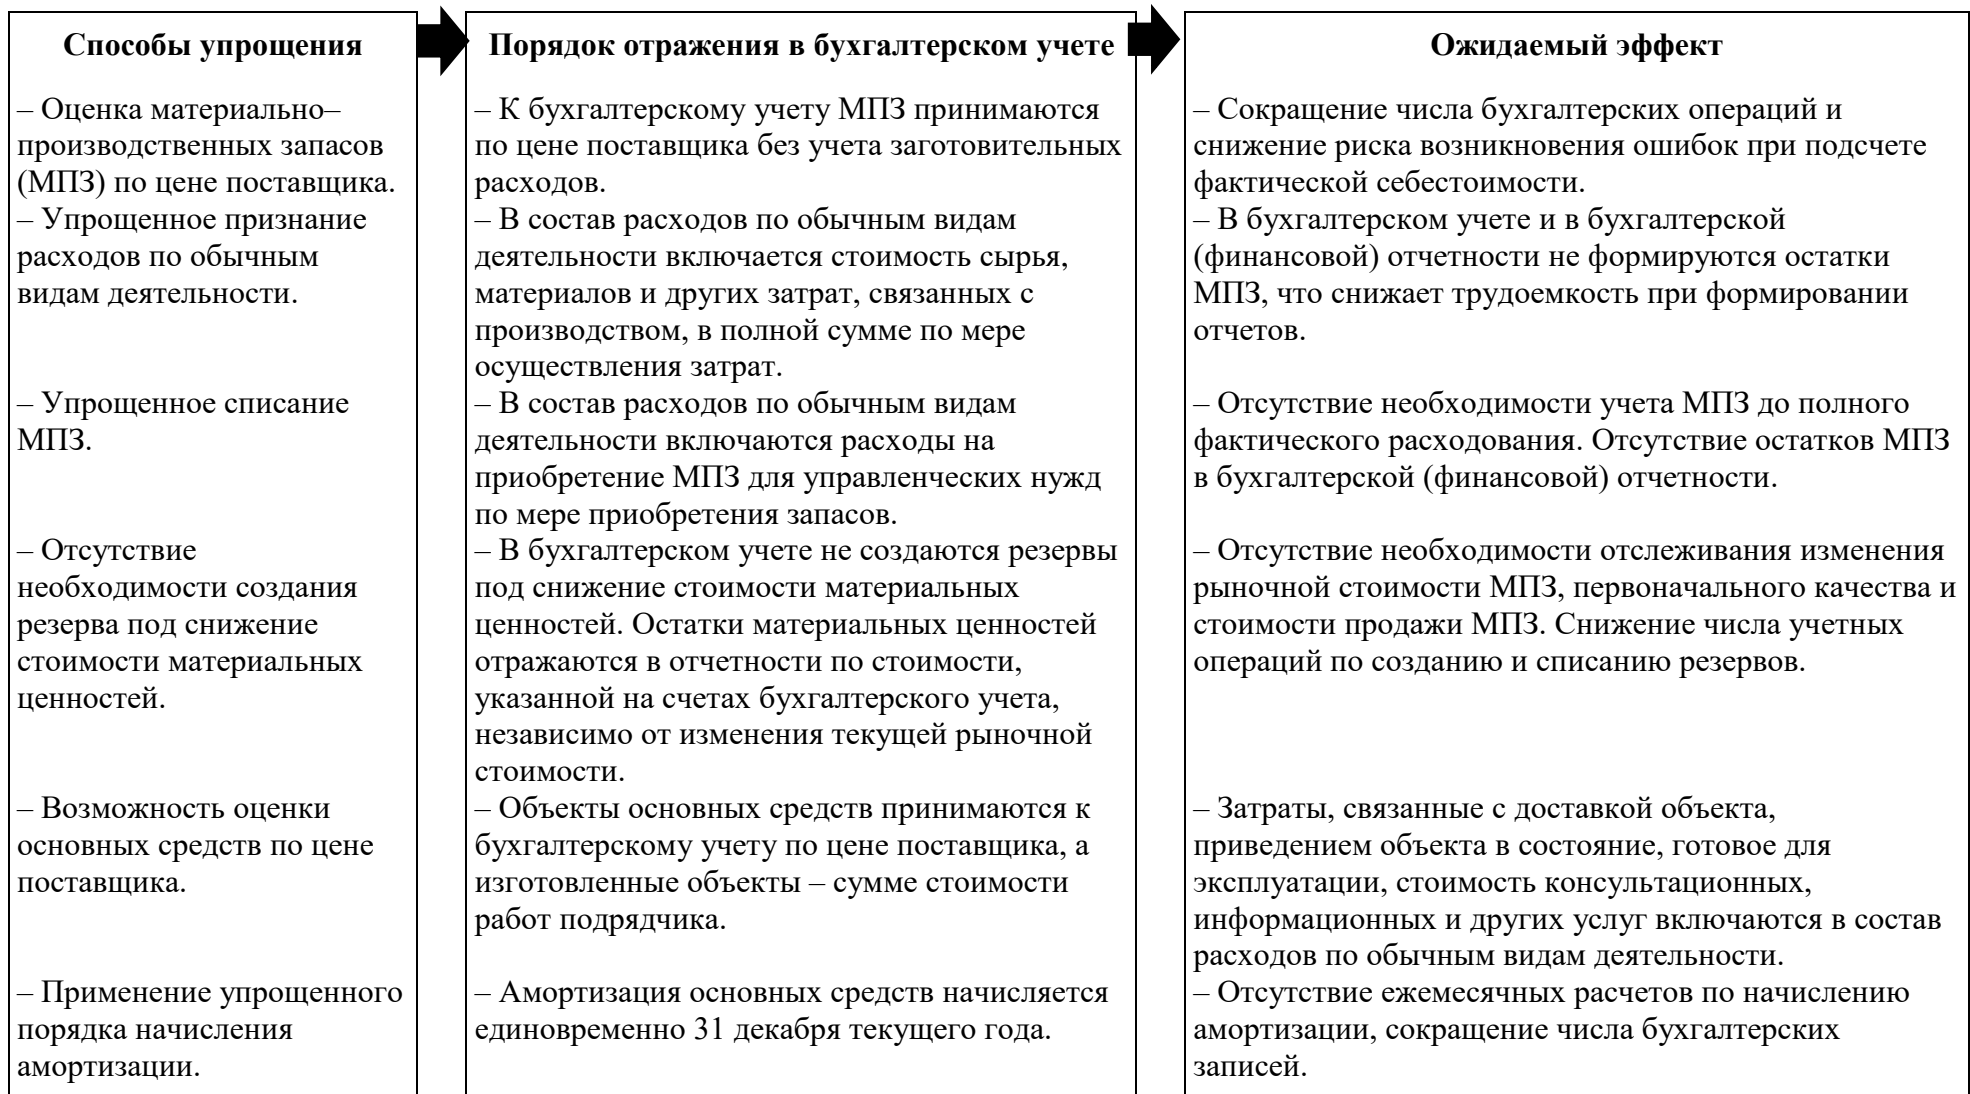 Способы упрощения
– Оценка материально–
производственных запасов
(МПЗ) по цене поставщика.
– Упрощенное признание
расходов по обычным
видам деятельности.
– Упрощенное списание
МПЗ.
– Отсутствие
необходимости создания
резерва под снижение
стоимости материальных
ценностей.
– Возможность оценки
основных средств по цене
поставщика.
– Применение упрощенного
порядка начисления
амортизации.
Порядок отражения в бухгалтерском учете
– К бухгалтерскому учету МПЗ принимаются
по цене поставщика без учета заготовительных
расходов.
– В состав расходов по обычным видам
деятельности включается стоимость сырья,
материалов и других затрат, связанных с
производством, в полной сумме по мере
осуществления затрат.
– В состав расходов по обычным видам
деятельности включаются расходы на
приобретение МПЗ для управленческих нужд
по мере приобретения запасов.
– В бухгалтерском учете не создаются резервы
под снижение стоимости материальных
ценностей. Остатки материальных ценностей
отражаются в отчетности по стоимости,
указанной на счетах бухгалтерского учета,
независимо от изменения текущей рыночной
стоимости.
– Объекты основных средств принимаются к
бухгалтерскому учету по цене поставщика, а
изготовленные объекты – сумме стоимости
работ подрядчика.
– Амортизация основных средств начисляется
единовременно 31 декабря текущего года.
Ожидаемый эффект
– Сокращение числа бухгалтерских операций и
снижение риска возникновения ошибок при подсчете
фактической себестоимости.
– В бухгалтерском учете и в бухгалтерской
(финансовой) отчетности не формируются остатки
МПЗ, что снижает трудоемкость при формировании
отчетов.
– Отсутствие необходимости учета МПЗ до полного
фактического расходования. Отсутствие остатков МПЗ
в бухгалтерской (финансовой) отчетности.
– Отсутствие необходимости отслеживания изменения
рыночной стоимости МПЗ, первоначального качества и
стоимости продажи МПЗ. Снижение числа учетных
операций по созданию и списанию резервов.
– Затраты, связанные с доставкой объекта,
приведением объекта в состояние, готовое для
эксплуатации, стоимость консультационных,
информационных и других услуг включаются в состав
расходов по обычным видам деятельности.
– Отсутствие ежемесячных расчетов по начислению
амортизации, сокращение числа бухгалтерских
записей.